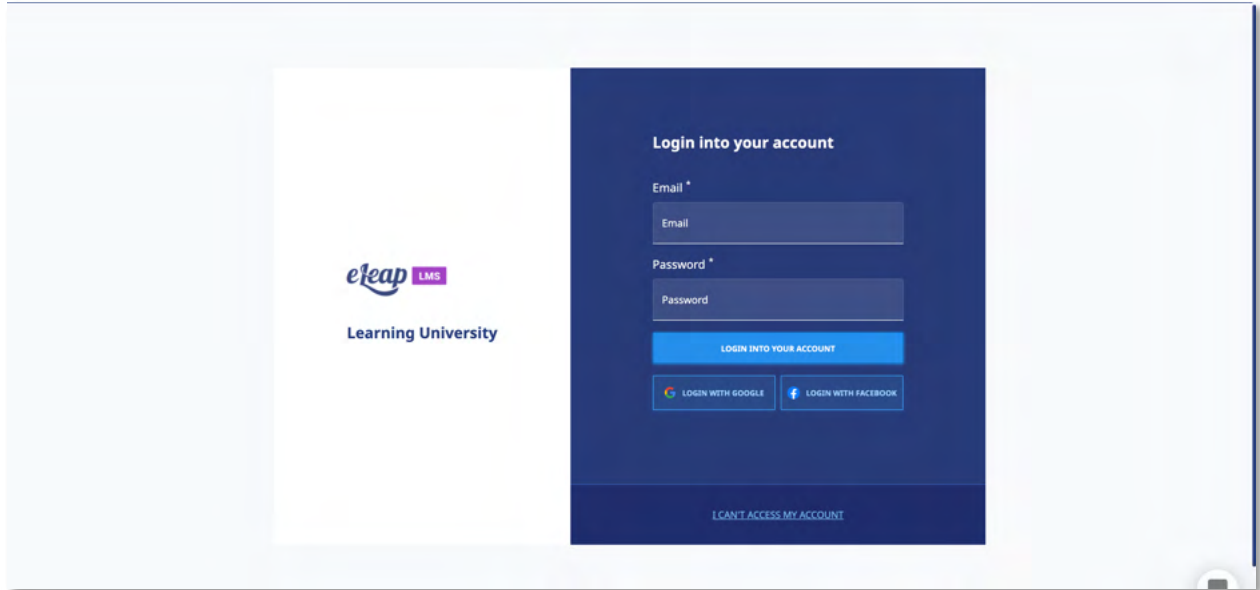 eleap LMS
Learning University
Login into your account
Email *
Email
Password *
Password
LOGIN INTO YOUR ACCOUNT
LOGIN WITH GOOGLE
LOGIN WITH FACEBOOK
I CAN'T ACCESS MY ACCOUNT